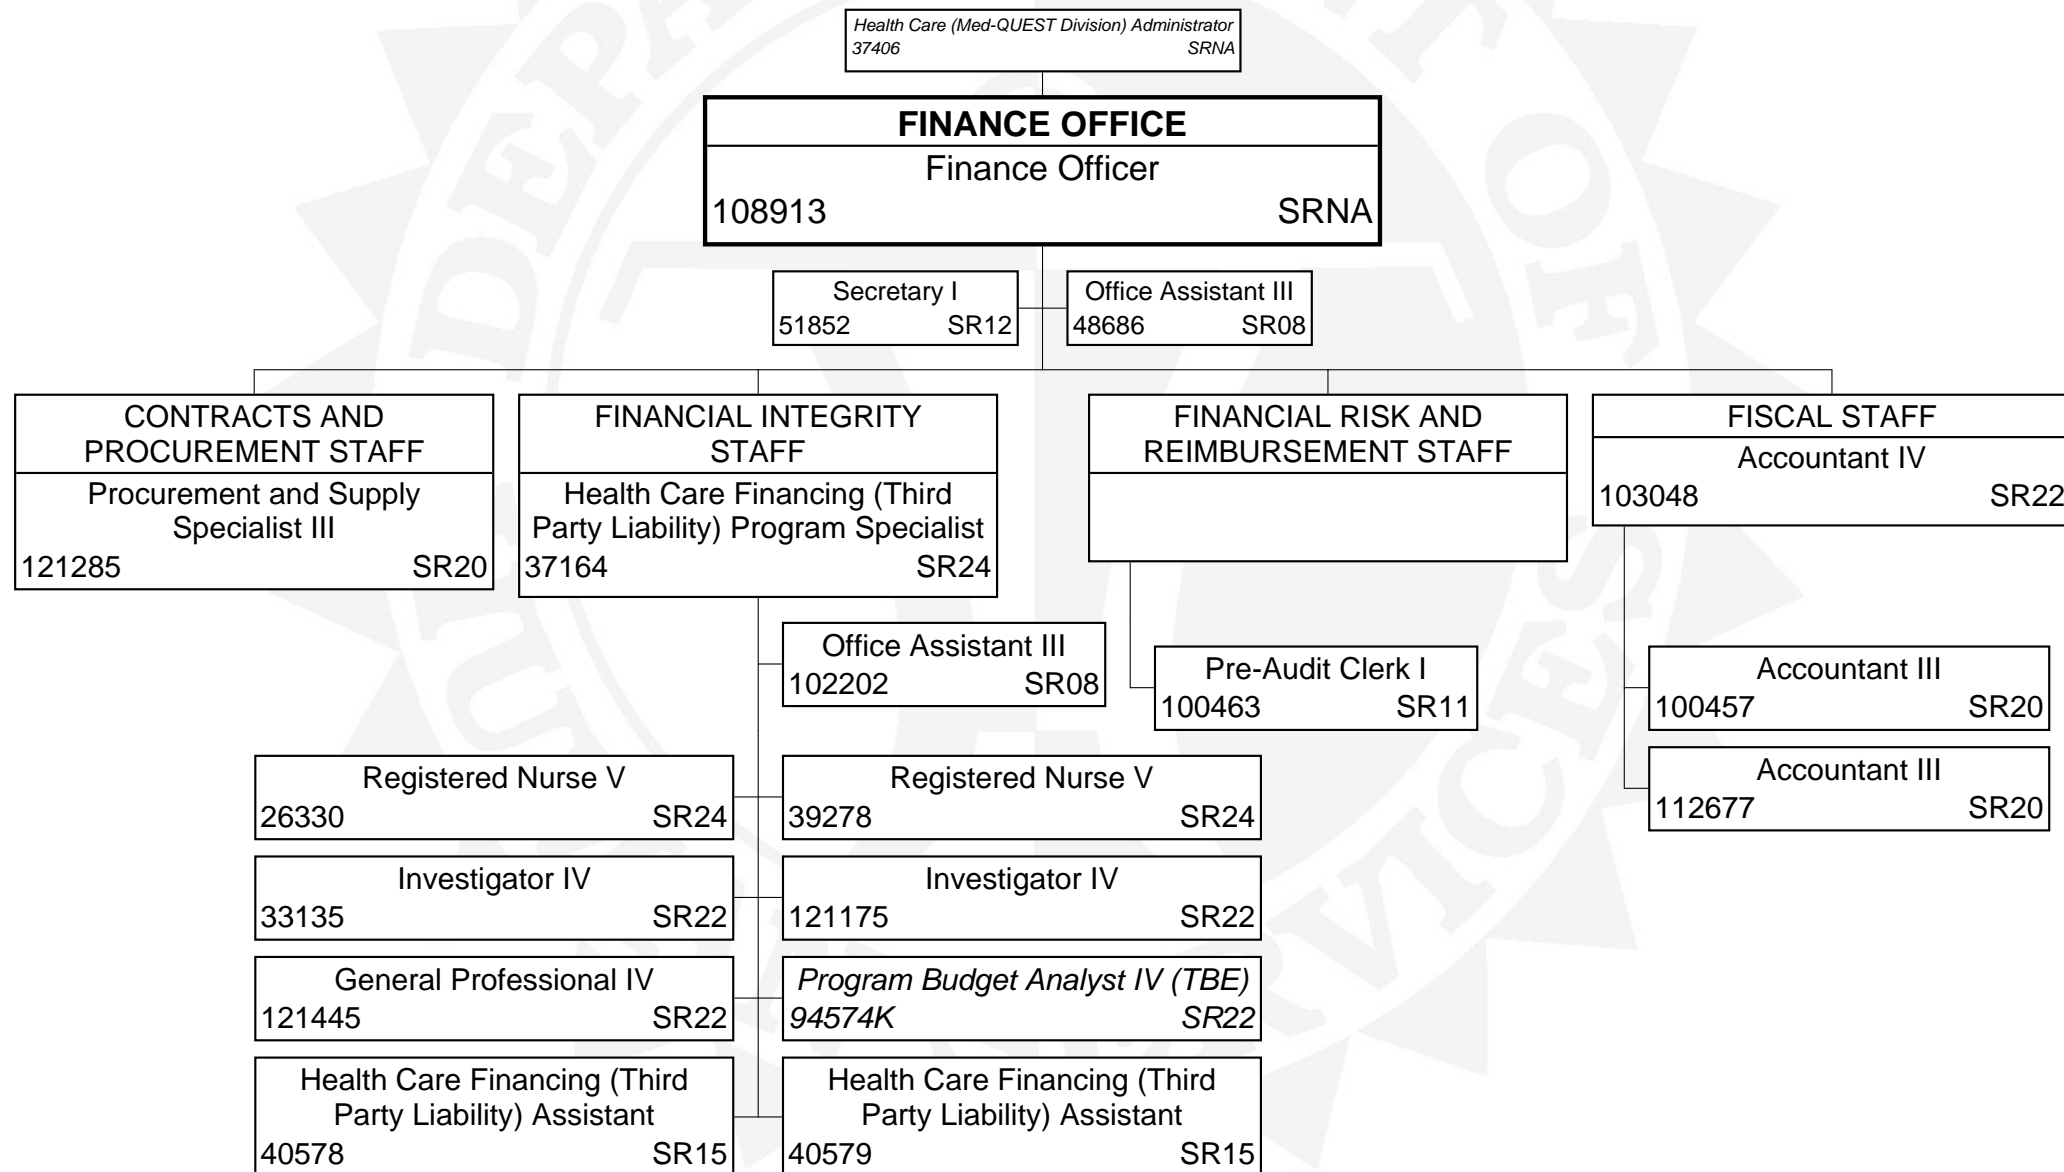 Health Care (Med-QUEST Division) Administrator
37406 SRNA
FINANCE OFFICE
Finance Officer
108913 SRNA
Secretary I
51852 SR12
Office Assistant III
48686 SR08
CONTRACTS AND
PROCUREMENT STAFF
Procurement and Supply
Specialist III
121285 SR20
FINANCIAL INTEGRITY
STAFF
Health Care Financing (Third
Party Liability) Program Specialist
37164 SR24
FINANCIAL RISK AND
REIMBURSEMENT STAFF
FISCAL STAFF
Accountant IV
103048 SR22
Office Assistant III
102202 SR08
Pre-Audit Clerk I
100463 SR11
Accountant III
100457 SR20
Accountant III
112677 SR20
Registered Nurse V
26330 SR24
Registered Nurse V
39278 SR24
Investigator IV
33135 SR22
Investigator IV
121175 SR22
General Professional IV
121445 SR22
Program Budget Analyst IV (TBE)
94574K SR22
Health Care Financing (Third
Party Liability) Assistant
40578 SR15
Health Care Financing (Third
Party Liability) Assistant
40579 SR15